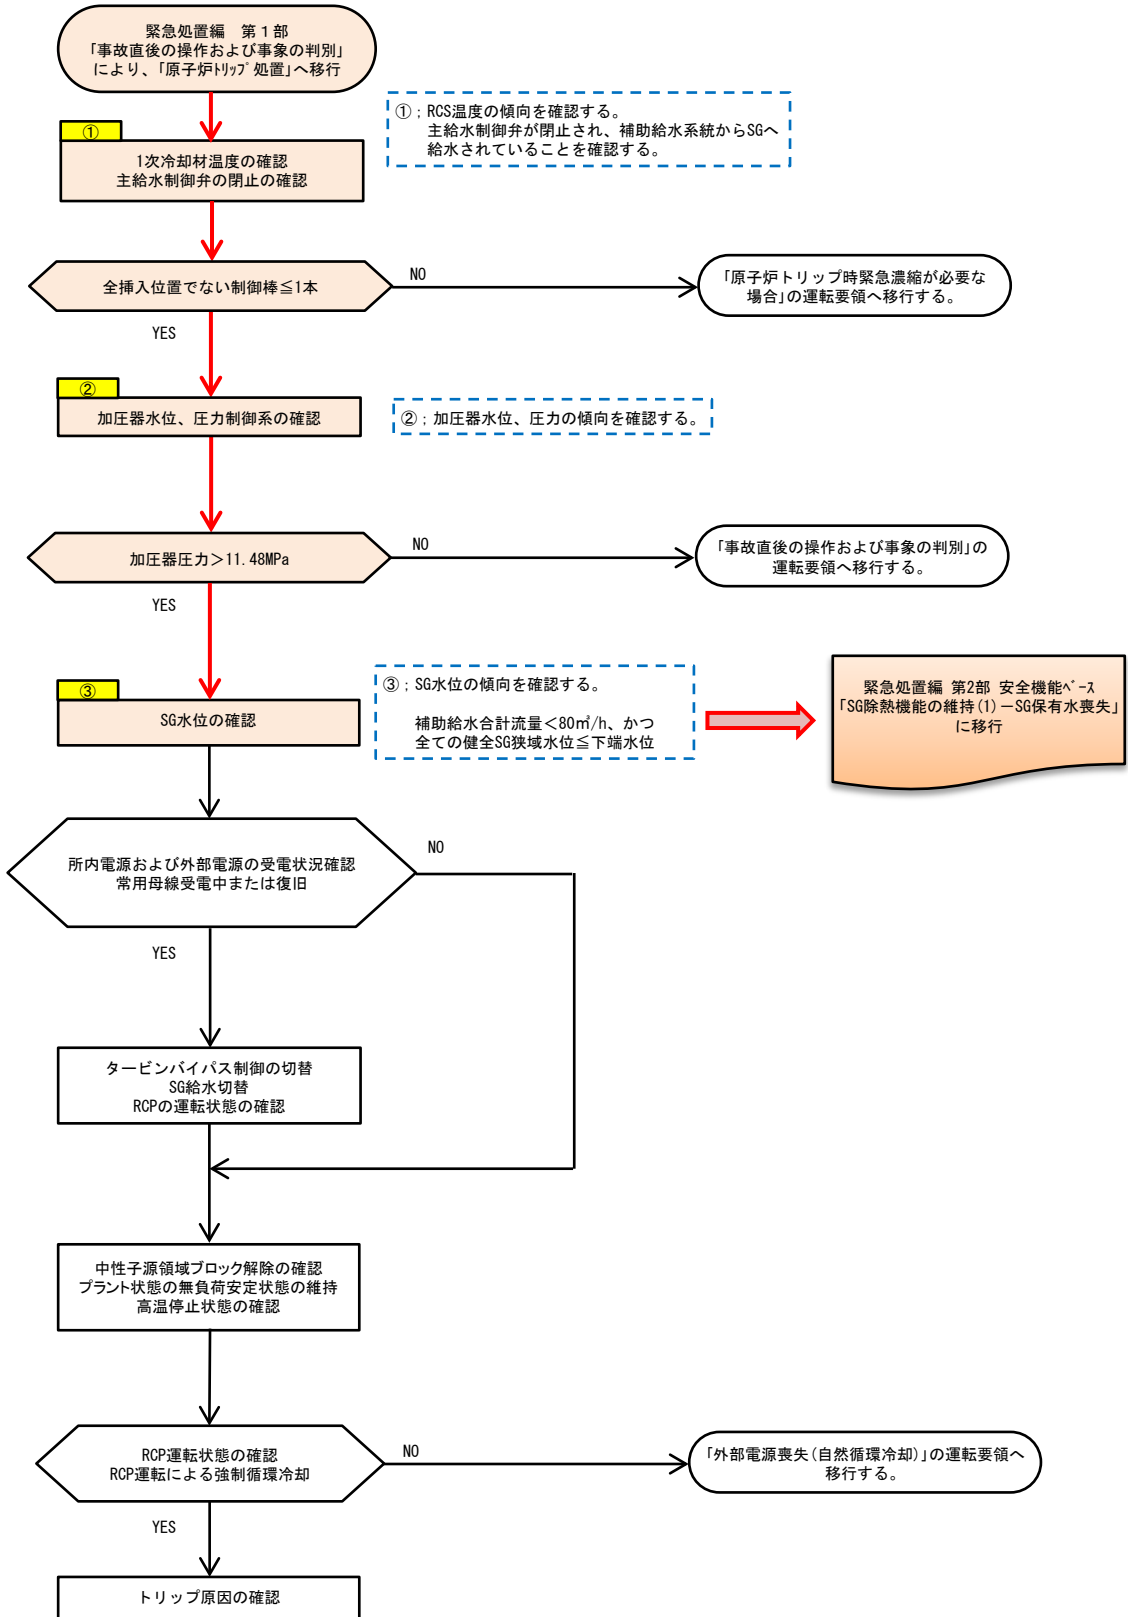 緊急処置編　第１部
「事故直後の操作および事象の判別」
により、「原子炉ﾄﾘｯﾌﾟ処置」へ移行
①；RCS温度の傾向を確認する。
主給水制御弁が閉止され、補助給水系統からSGへ
給水されていることを確認する。
①
1次冷却材温度の確認
主給水制御弁の閉止の確認
全挿入位置でない制御棒≦1本
NO
「原子炉トリップ時緊急濃縮が必要な
場合」の運転要領へ移行する。
YES
②
加圧器水位、圧力制御系の確認
②；加圧器水位、圧力の傾向を確認する。
加圧器圧力＞11.48MPa
NO
「事故直後の操作および事象の判別」の
運転要領へ移行する。
YES
③
SG水位の確認
③；SG水位の傾向を確認する。
補助給水合計流量＜80㎥/h、かつ
全ての健全SG狭域水位≦下端水位
緊急処置編 第2部 安全機能ﾍﾞｰｽ
「SG除熱機能の維持(1)－SG保有水喪失」
に移行
所内電源および外部電源の受電状況確認
常用母線受電中または復旧
NO
YES
タービンバイパス制御の切替
SG給水切替
RCPの運転状態の確認
中性子源領域ブロック解除の確認
プラント状態の無負荷安定状態の維持
高温停止状態の確認
RCP運転状態の確認
RCP運転による強制循環冷却
NO
「外部電源喪失(自然循環冷却)」の運転要領へ
移行する。
YES
トリップ原因の確認